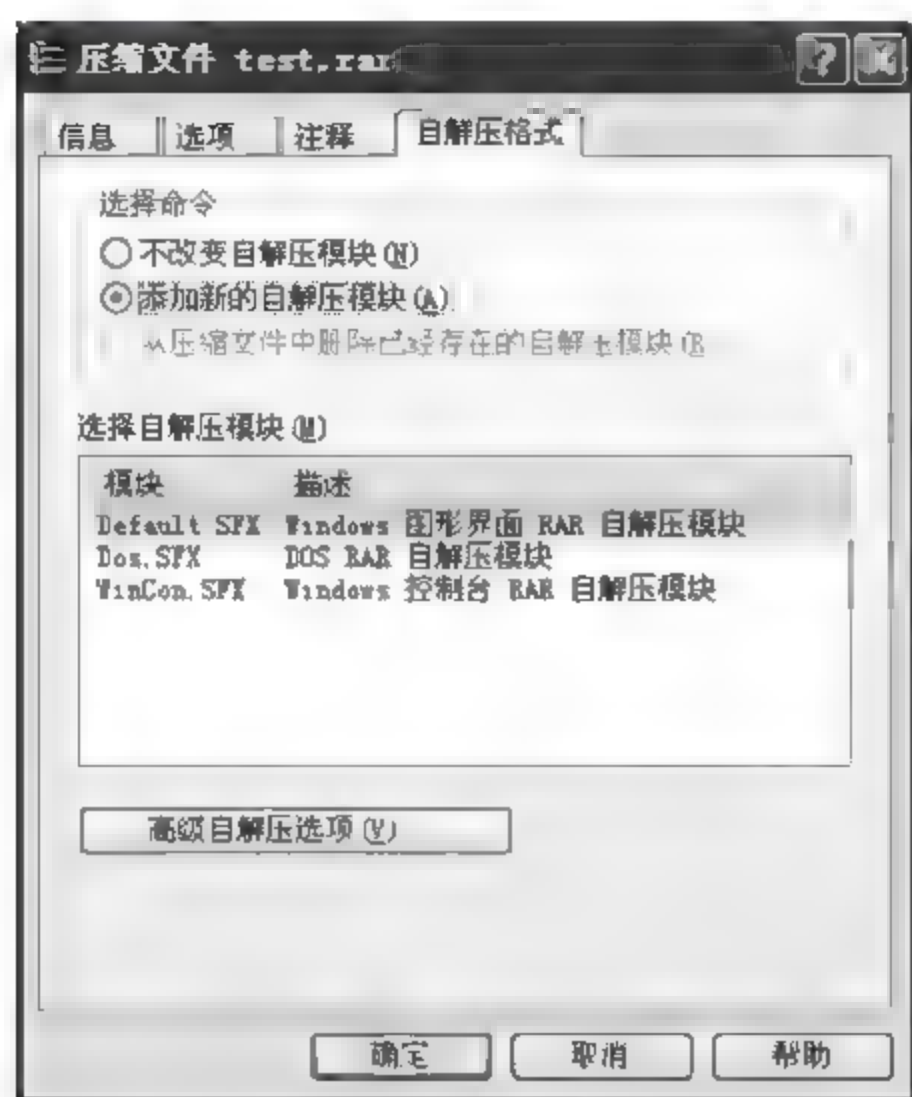 压缩文件 test.rar
信息 选项 注释 自解压格式
选择命令
不改变自解压模块(N)
添加新的自解压模块(A)
从压缩文件中删除已经存在的自解压模块(R
选择自解压模块(M)
模块 描述
Default SFX Windows 图形界面 RAR 自解压模块
Dos.SFX DOS RAR 自解压模块
WinCon.SFX Windows 控制台 RAR 自解压模块
高级自解压选项(V)
确定 取消 帮助